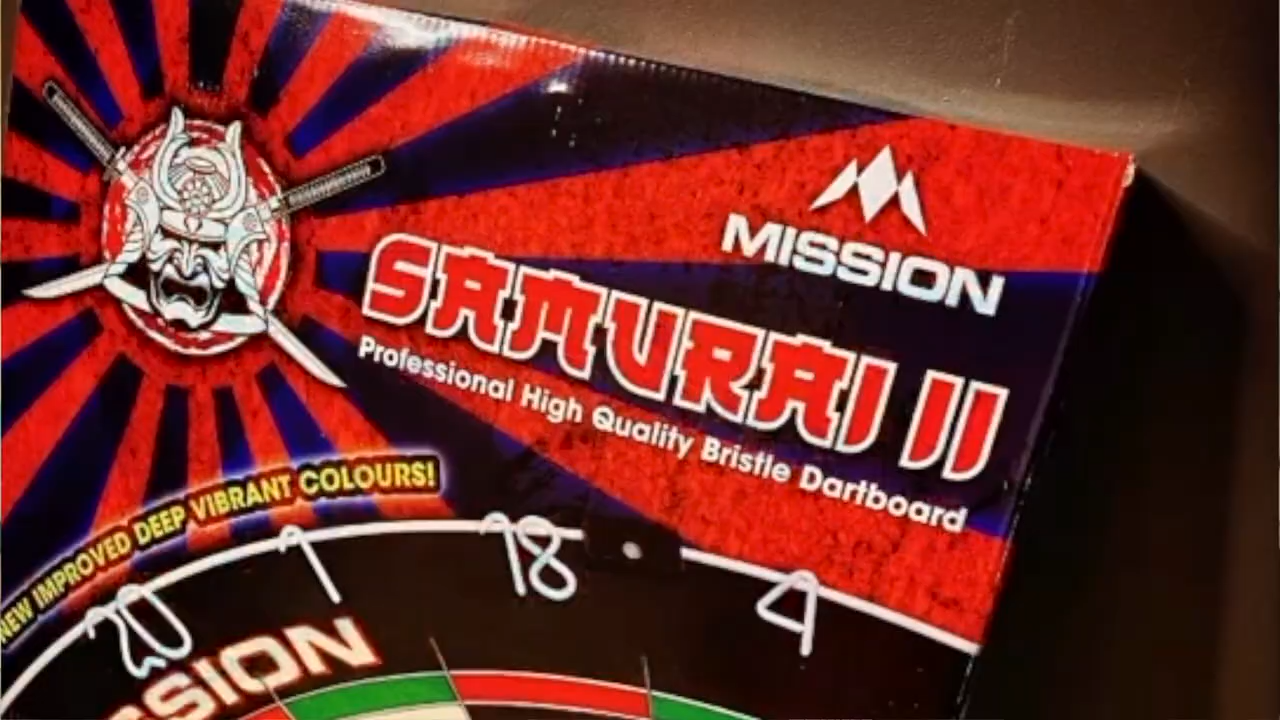 MISSION
SAMURAI II
Professional High Quality Bristle Dartboard
NEW IMPROVED DEEP VIBRANT COLOURS!
20 1 18 4
SSION